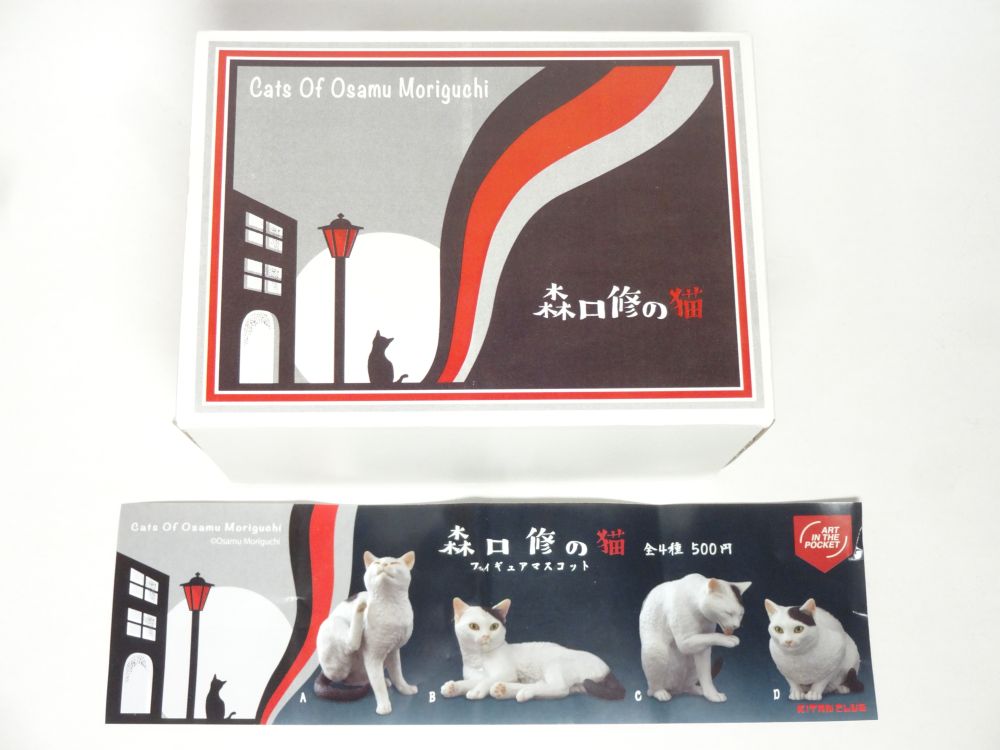 Cats Of Osamu Moriguchi
森口修の猫
Cats Of Osamu Moriguchi
©Osamu Moriguchi
森口修の猫 全4種 500円
フィギュアマスコット
ART
IN THE
POCKET
A B C D
KITAN CLUB